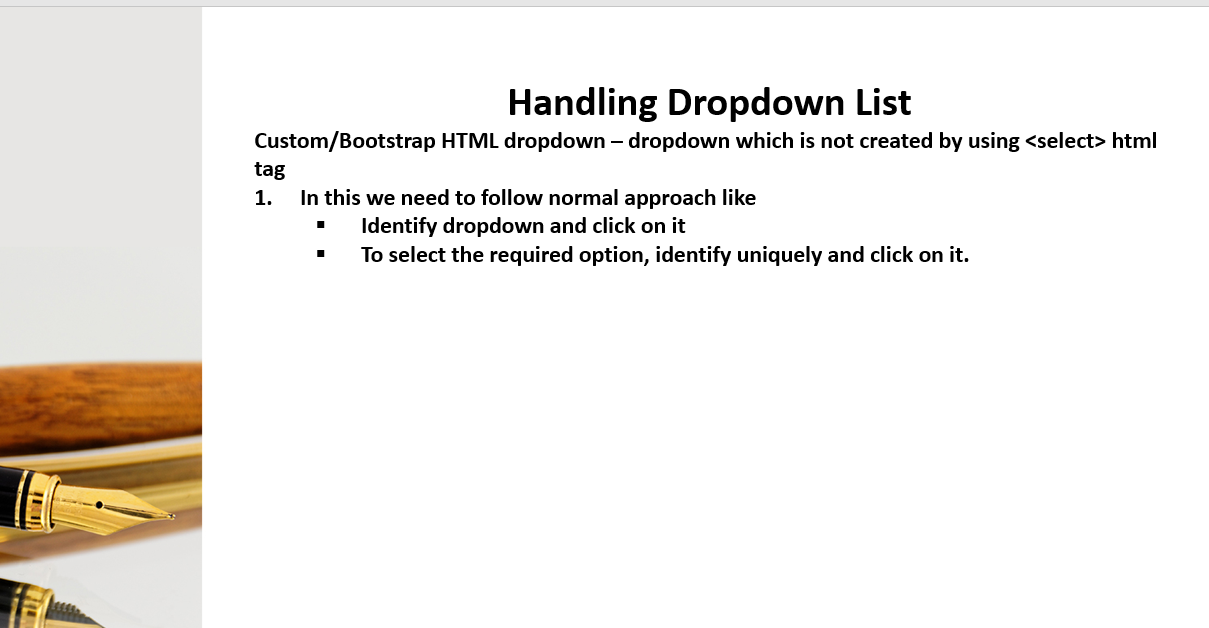 Handling Dropdown List
Custom/Bootstrap HTML dropdown – dropdown which is not created by using <select> html
tag
1. In this we need to follow normal approach like
▪ Identify dropdown and click on it
▪ To select the required option, identify uniquely and click on it.